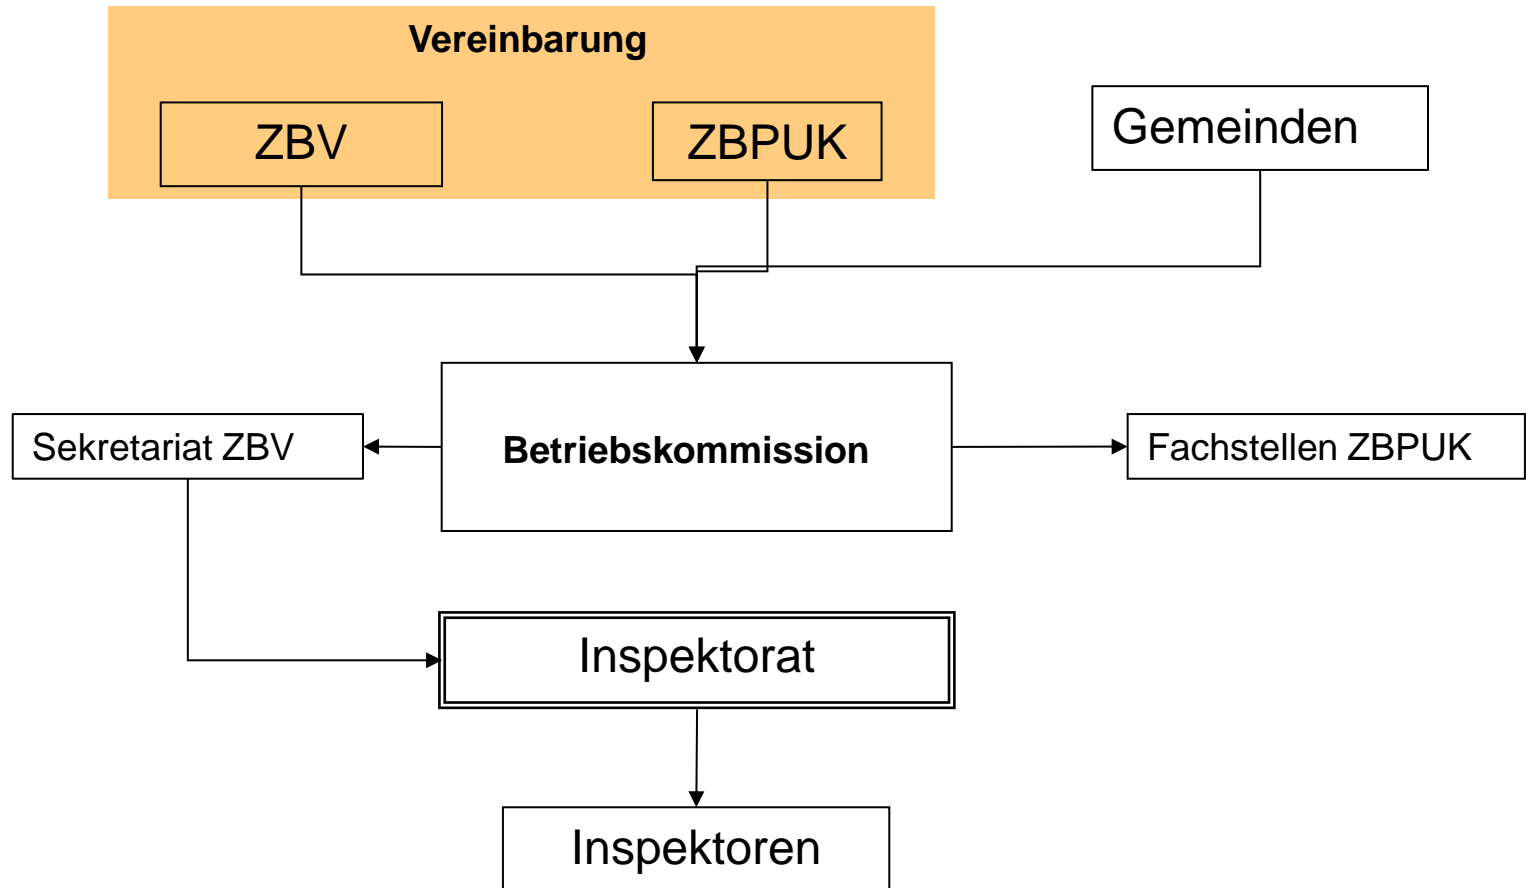 Vereinbarung
ZBV
ZBPUK
Gemeinden
Sekretariat ZBV
Betriebskommission
Fachstellen ZBPUK
Inspektorat
Inspektoren